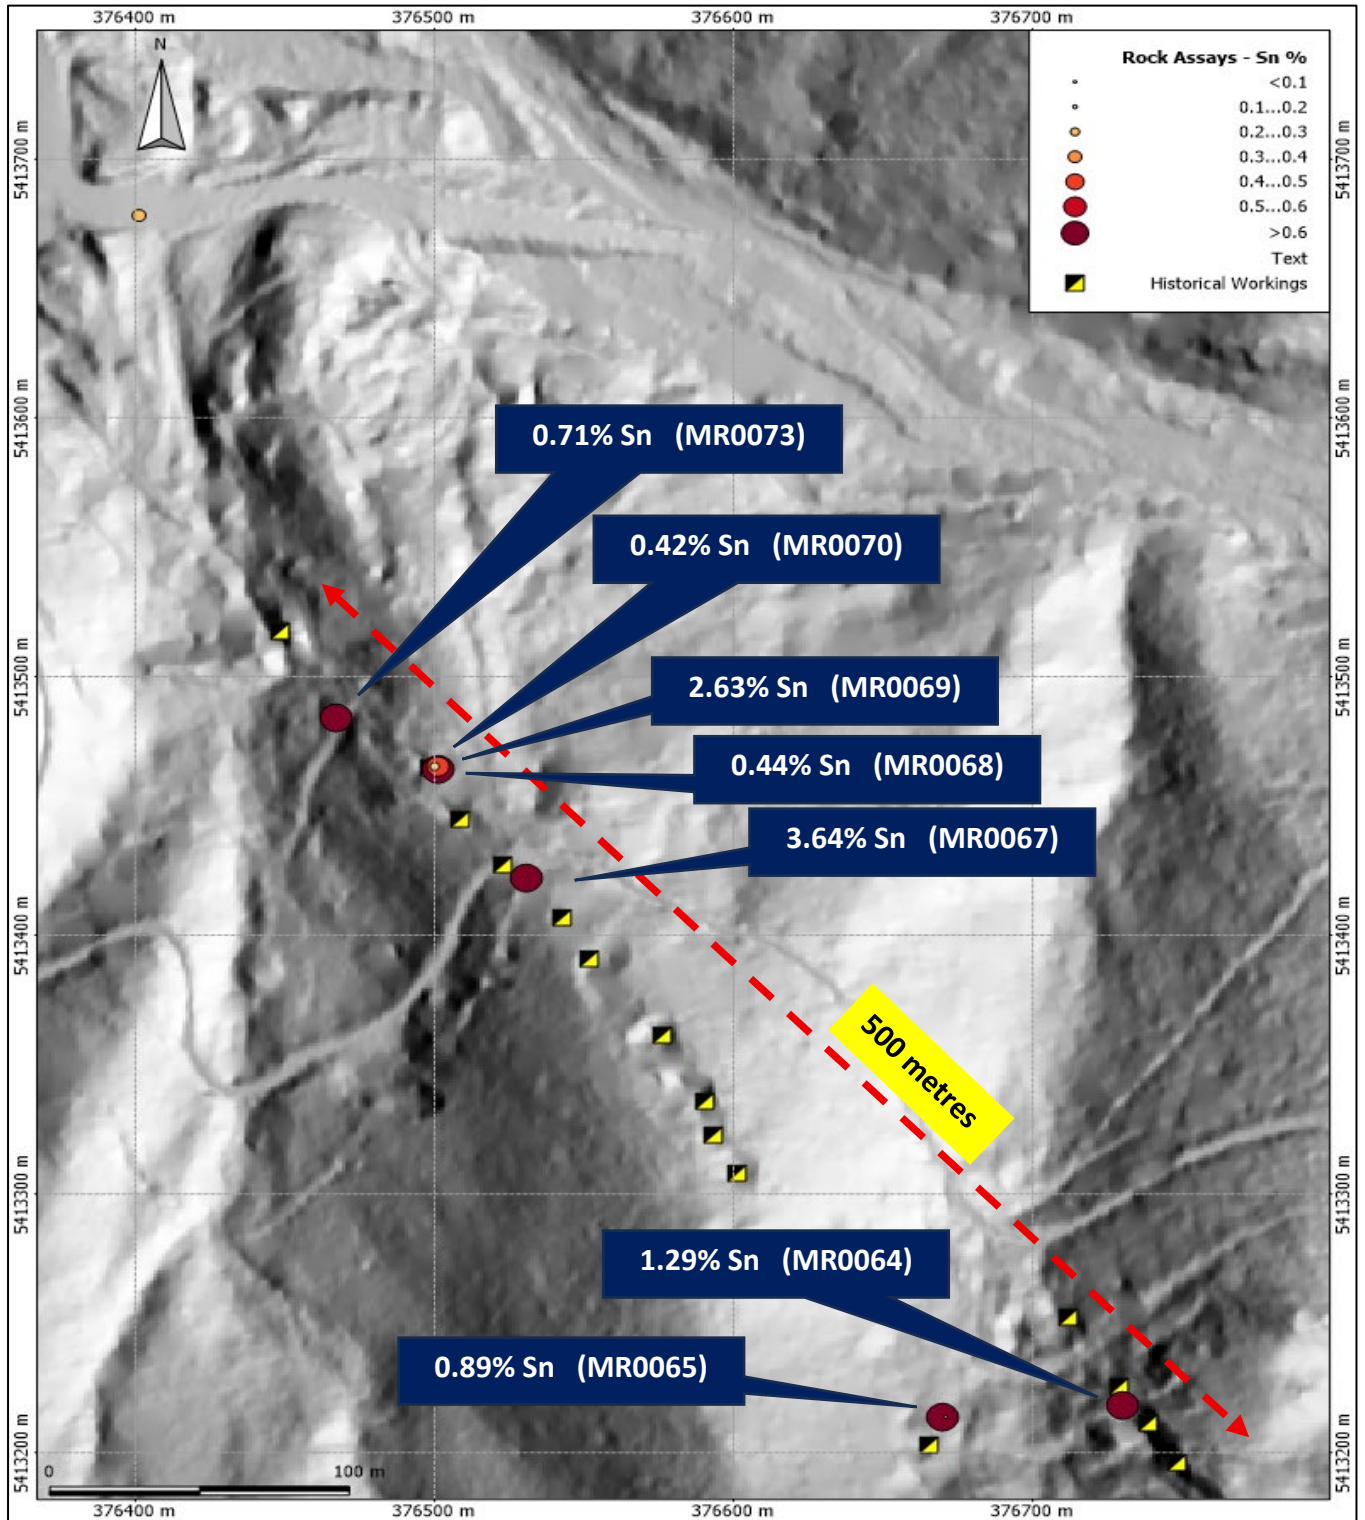 376400 m
376500 m
376600 m
376700 m
N
Rock Assays - Sn %
<0.1
0.1...0.2
0.2...0.3
0.3...0.4
0.4...0.5
0.5...0.6
>0.6
Text
Historical Workings
5413700 m
5413700 m
5413600 m
5413600 m
0.71% Sn (MR0073)
0.42% Sn (MR0070)
5413500 m
5413500 m
2.63% Sn (MR0069)
0.44% Sn (MR0068)
3.64% Sn (MR0067)
5413400 m
5413400 m
500 metres
5413300 m
5413300 m
1.29% Sn (MR0064)
0.89% Sn (MR0065)
5413200 m
5413200 m
0
100 m
376400 m
376500 m
376600 m
376700 m